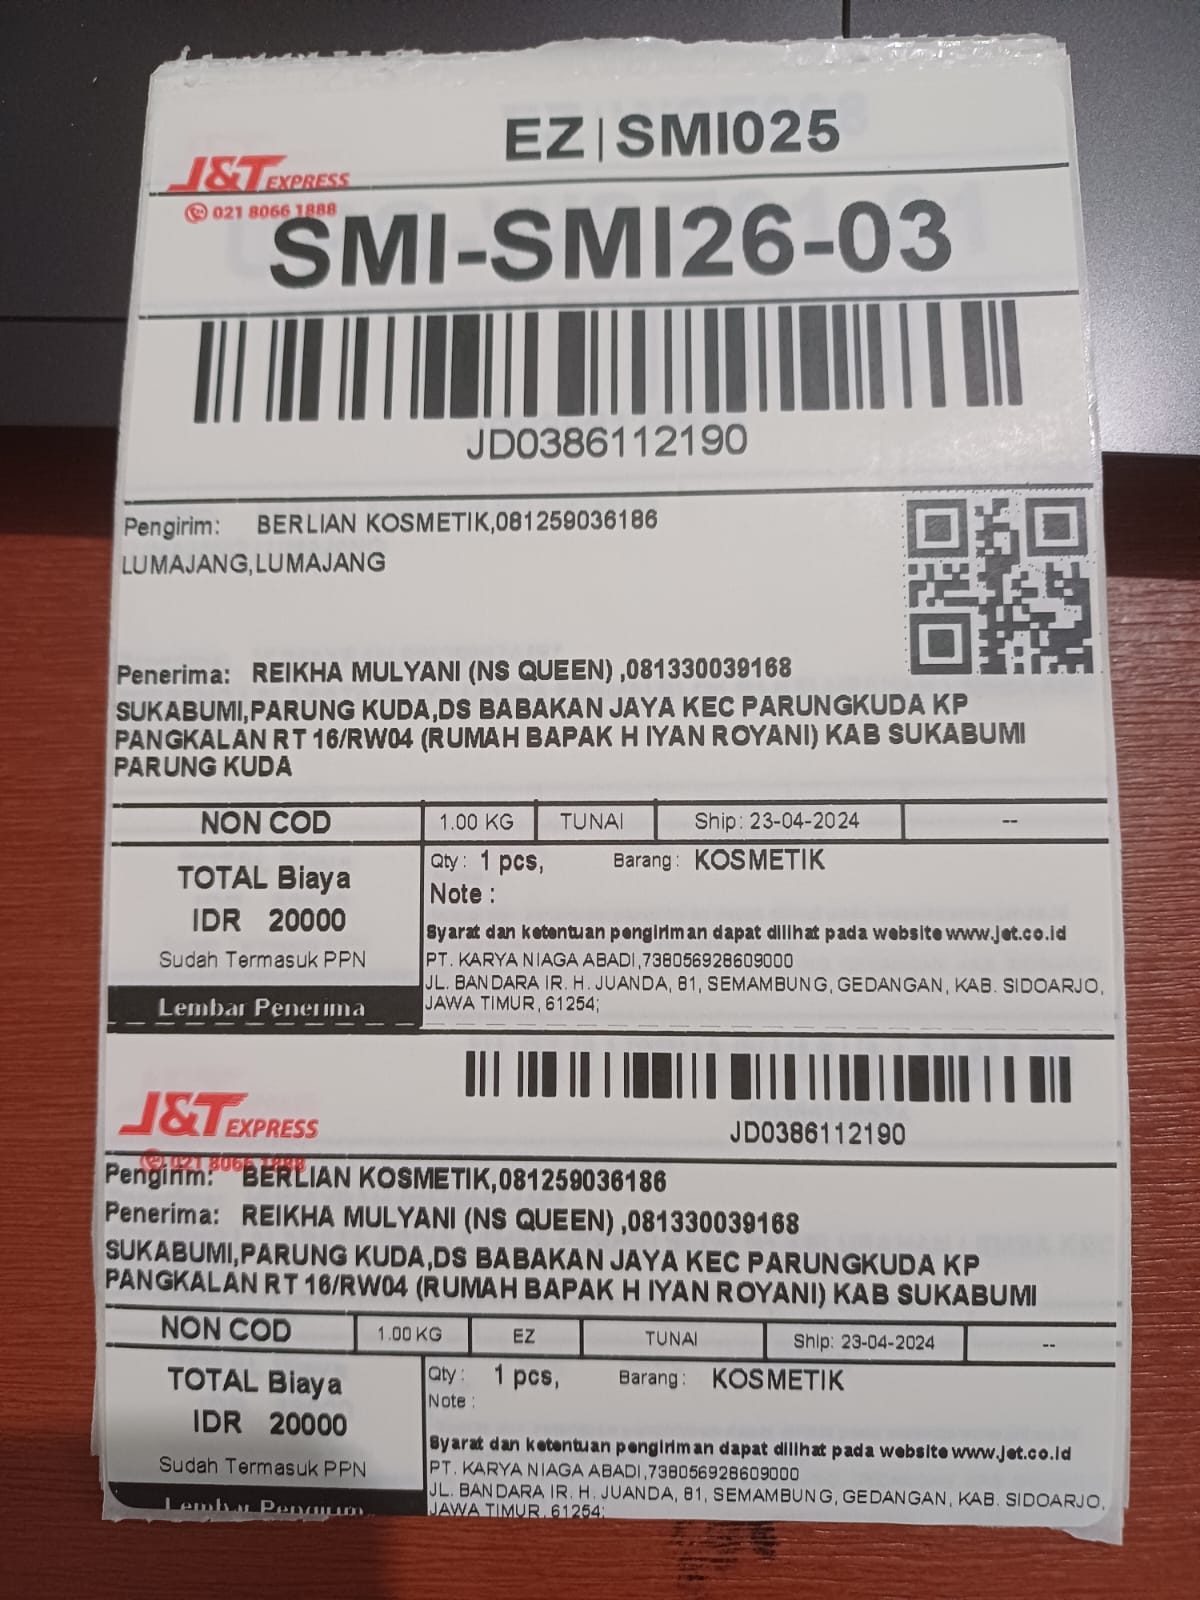 EZ|SMI025
J&T EXPRESS
021 8066 1888
SMI-SMI26-03
JD0386112190
Pengirim: BERLIAN KOSMETIK,081259036186
LUMAJANG,LUMAJANG
Penerima: REIKHA MULYANI (NS QUEEN) ,081330039168
SUKABUMI,PARUNG KUDA,DS BABAKAN JAYA KEC PARUNGKUDA KP
PANGKALAN RT 16/RW04 (RUMAH BAPAK H IYAN ROYANI) KAB SUKABUMI
PARUNG KUDA
NON COD 1.00 KG TUNAI Ship: 23-04-2024 --
TOTAL Biaya
IDR 20000
Sudah Termasuk PPN
Lembar Penerima
Qty : 1 pcs, Barang : KOSMETIK
Note :
Syarat dan ketentuan pengiriman dapat dilihat pada website www.jet.co.id
PT. KARYA NIAGA ABADI,738056928609000
JL. BANDARA IR. H. JUANDA, 81, SEMAMBUNG, GEDANGAN, KAB. SIDOARJO,
JAWA TIMUR, 61254;
J&T EXPRESS
021 8066 1888
JD0386112190
Pengirim: BERLIAN KOSMETIK,081259036186
Penerima: REIKHA MULYANI (NS QUEEN) ,081330039168
SUKABUMI,PARUNG KUDA,DS BABAKAN JAYA KEC PARUNGKUDA KP
PANGKALAN RT 16/RW04 (RUMAH BAPAK H IYAN ROYANI) KAB SUKABUMI
NON COD 1.00 KG EZ TUNAI Ship: 23-04-2024 --
TOTAL Biaya
IDR 20000
Sudah Termasuk PPN
Lembar Pengirim
Qty : 1 pcs, Barang : KOSMETIK
Note :
Syarat dan ketentuan pengiriman dapat dilihat pada website www.jet.co.id
PT. KARYA NIAGA ABADI,738056928609000
JL. BANDARA IR. H. JUANDA, 81, SEMAMBUNG, GEDANGAN, KAB. SIDOARJO,
JAWA TIMUR, 61254;